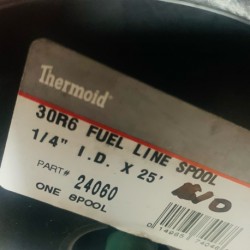 Thermoid®
30R6 FUEL LINE SPOOL
1/4" I.D. X 25'
PART# 24060
ONE SPOOL